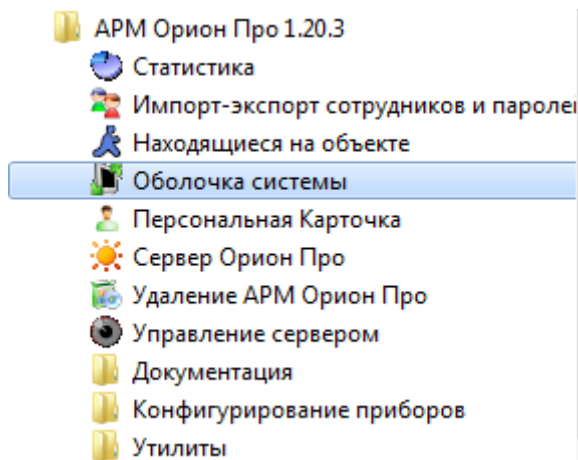 АРМ Орион Про 1.20.3
Статистика
Импорт-экспорт сотрудников и пароле
Находящиеся на объекте
Оболочка системы
Персональная Карточка
Сервер Орион Про
Удаление АРМ Орион Про
Управление сервером
Документация
Конфигурирование приборов
Утилиты